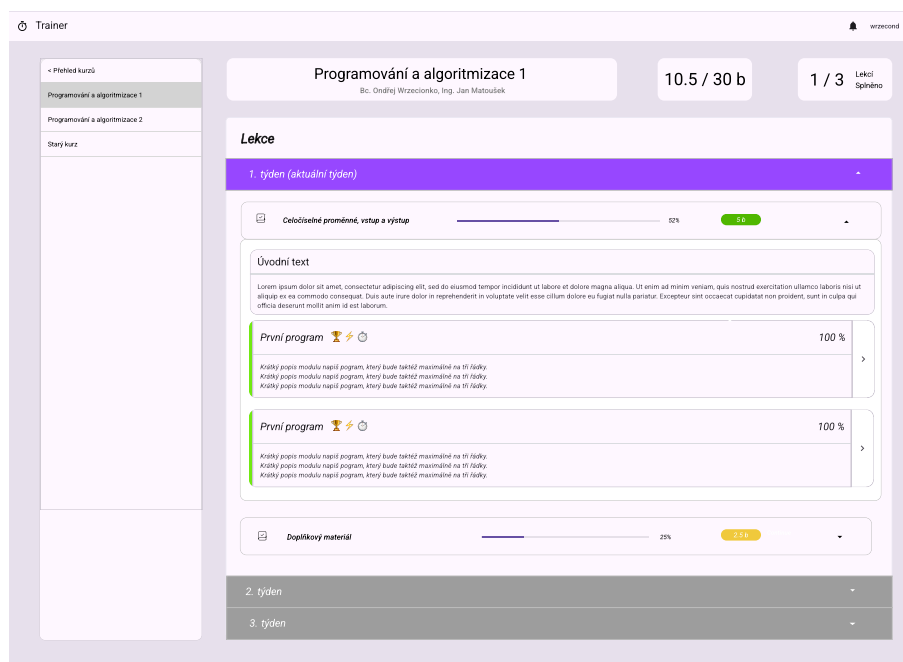 Trainer
wrzecond
< Přehled kurzů
Programování a algoritmizace 1
Programování a algoritmizace 2
Starý kurz
Programování a algoritmizace 1
Bc. Ondřej Wrzecionko, Ing. Jan Matoušek
10.5 / 30 b
1 / 3 Lekcí
Splněno
Lekce
1. týden (aktuální týden)
Celočíselné proměnné, vstup a výstup 52% 5 b
Úvodní text
Lorem ipsum dolor sit amet, consectetur adipiscing elit, sed do eiusmod tempor incididunt ut labore et dolore magna aliqua. Ut enim ad minim veniam, quis nostrud exercitation ullamco laboris nisi ut
aliquip ex ea commodo consequat. Duis aute irure dolor in reprehenderit in voluptate velit esse cillum dolore eu fugiat nulla pariatur. Excepteur sint occaecat cupidatat non proident, sunt in culpa qui
officia deserunt mollit anim id est laborum.
První program 100 %
Krátký popis modulu napiš pogram, který bude taktéž maximálně na tři řádky.
Krátký popis modulu napiš pogram, který bude taktéž maximálně na tři řádky.
Krátký popis modulu napiš pogram, který bude taktéž maximálně na tři řádky.
První program 100 %
Krátký popis modulu napiš pogram, který bude taktéž maximálně na tři řádky.
Krátký popis modulu napiš pogram, který bude taktéž maximálně na tři řádky.
Krátký popis modulu napiš pogram, který bude taktéž maximálně na tři řádky.
Doplňkový materiál 25% 2.5 b
2. týden
3. týden